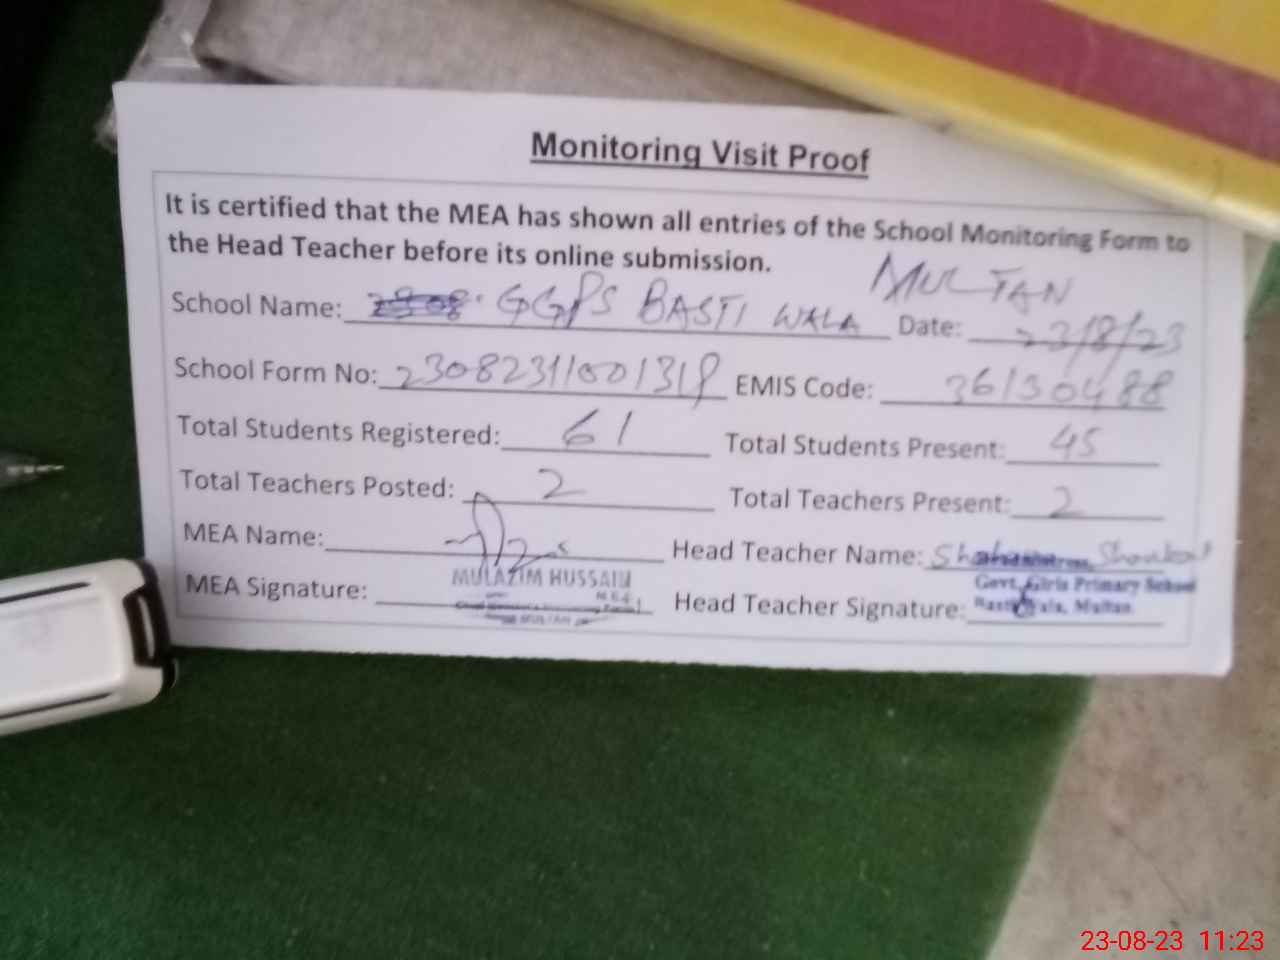 Monitoring Visit Proof
It is certified that the MEA has shown all entries of the School Monitoring Form to
the Head Teacher before its online submission.
MULTAN
School Name: GGPS BASTI WALA Date: 23/8/23
School Form No: EMIS Code: 36130488
Total Students Registered: 61 Total Students Present: 45
Total Teachers Posted: 2 Total Teachers Present: 2
MEA Name: Head Teacher Name:
MULAZIM HUSSAIN Govt. Girls Primary School
MEA Signature: Head Teacher Signature: Basti Wala, Multan
MULTAN
23-08-23 11:23